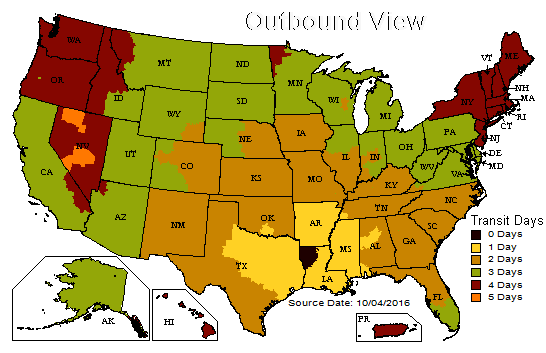 Outbound View
WA
OR
CA
NV
ID
MT
WY
UT
AZ
CO
NM
ND
SD
NE
KS
OK
TX
MN
IA
MO
AR
LA
WI
IL
MI
IN
OH
KY
TN
MS
AL
GA
FL
SC
NC
VA
WV
PA
NY
VT
ME
NH
MA
RI
CT
NJ
DE
MD
AK
HI
PR
Transit Days
0 Days
1 Day
2 Days
3 Days
4 Days
5 Days
Source Date: 10/04/2016